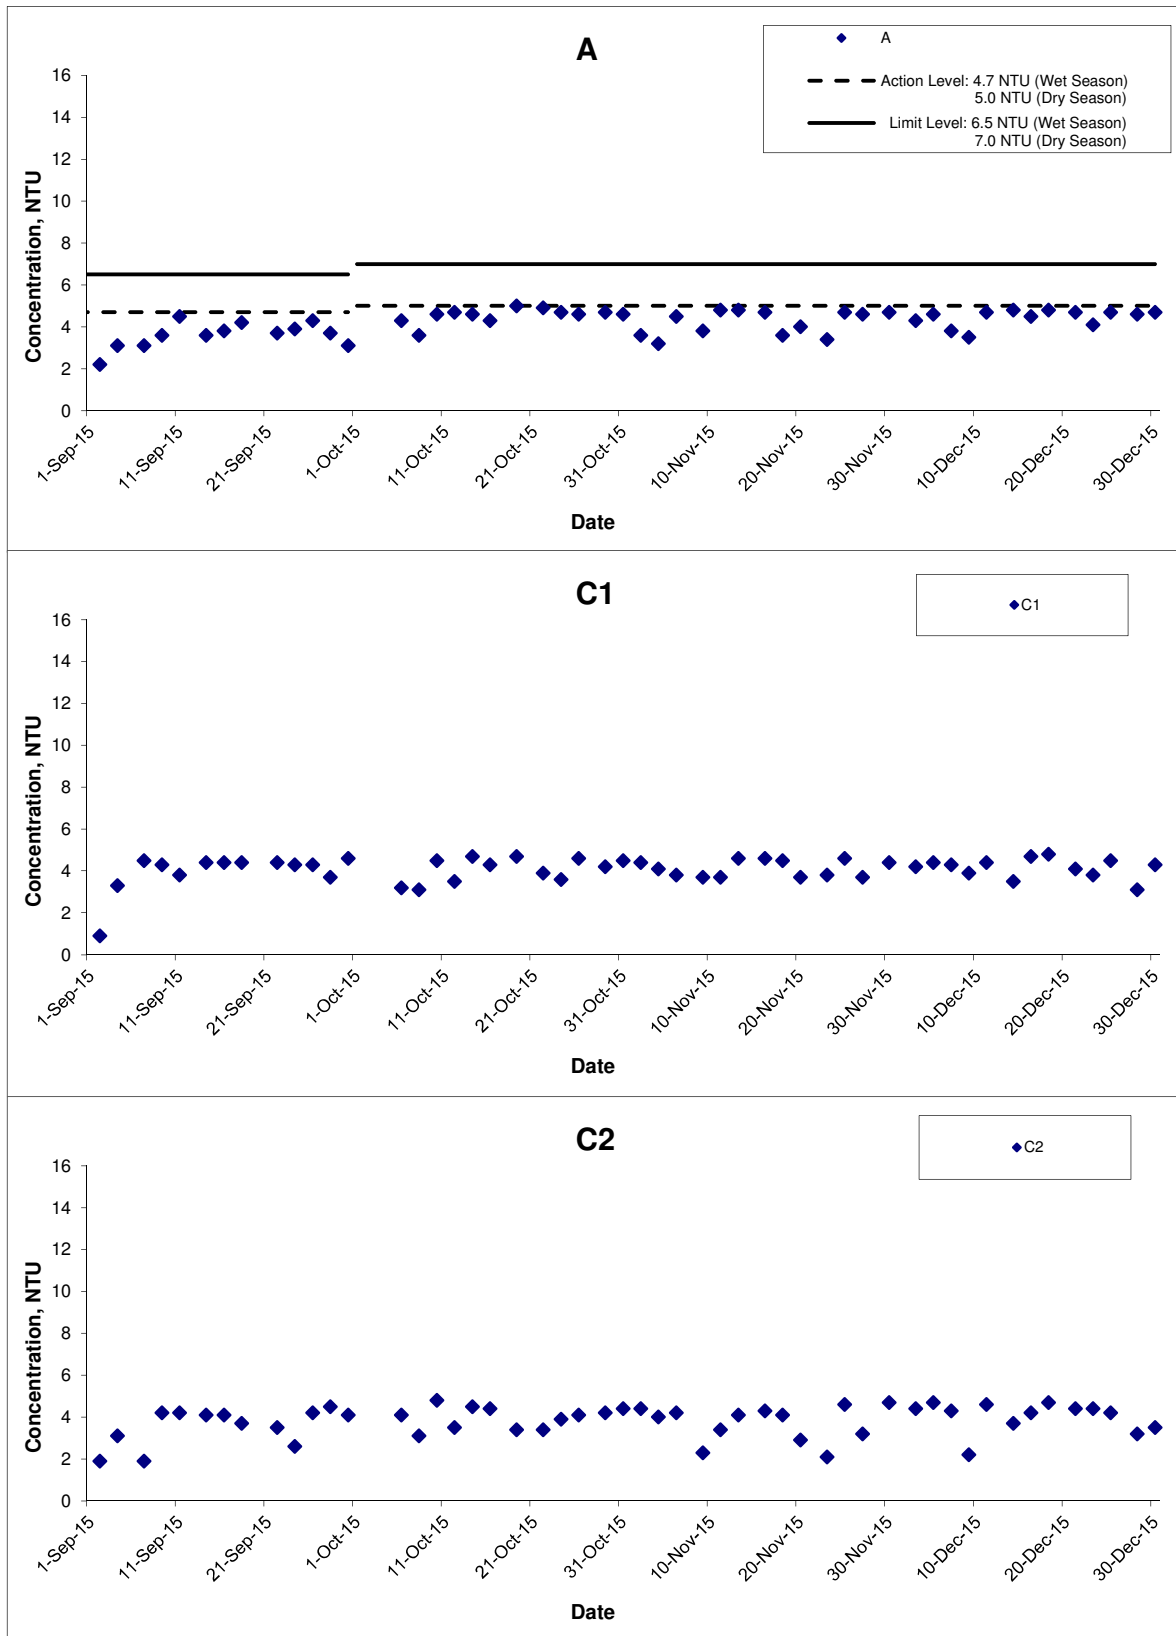 A
A
Action Level: 4.7 NTU (Wet Season)
5.0 NTU (Dry Season)
Limit Level: 6.5 NTU (Wet Season)
7.0 NTU (Dry Season)
Concentration, NTU
16
14
12
10
8
6
4
2
0
1-Sep-15
11-Sep-15
21-Sep-15
1-Oct-15
11-Oct-15
21-Oct-15
31-Oct-15
10-Nov-15
20-Nov-15
30-Nov-15
10-Dec-15
20-Dec-15
30-Dec-15
Date
C1
C1
Concentration, NTU
16
14
12
10
8
6
4
2
0
1-Sep-15
11-Sep-15
21-Sep-15
1-Oct-15
11-Oct-15
21-Oct-15
31-Oct-15
10-Nov-15
20-Nov-15
30-Nov-15
10-Dec-15
20-Dec-15
30-Dec-15
Date
C2
C2
Concentration, NTU
16
14
12
10
8
6
4
2
0
1-Sep-15
11-Sep-15
21-Sep-15
1-Oct-15
11-Oct-15
21-Oct-15
31-Oct-15
10-Nov-15
20-Nov-15
30-Nov-15
10-Dec-15
20-Dec-15
30-Dec-15
Date